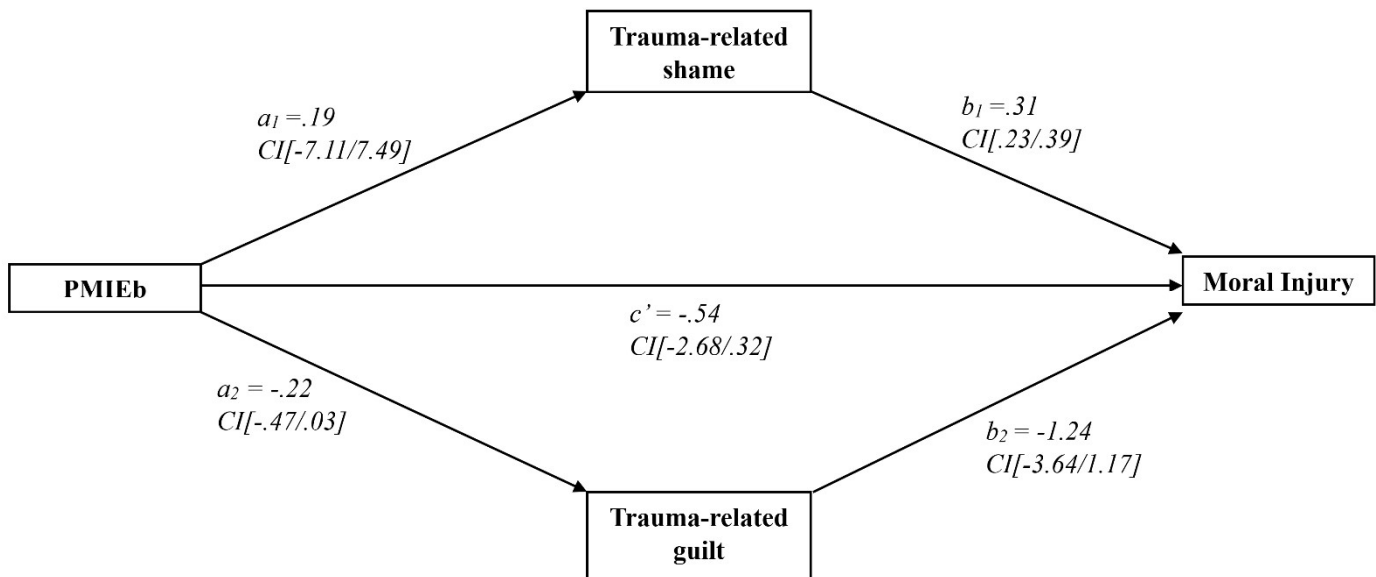 Trauma-related
shame
a₁ =.19
CI[-7.11/7.49]
b₁ =.31
CI[.23/.39]
PMIEb
Moral Injury
c’ = -.54
CI[-2.68/.32]
a₂ = -.22
CI[-.47/.03]
b₂ = -1.24
CI[-3.64/1.17]
Trauma-related
guilt